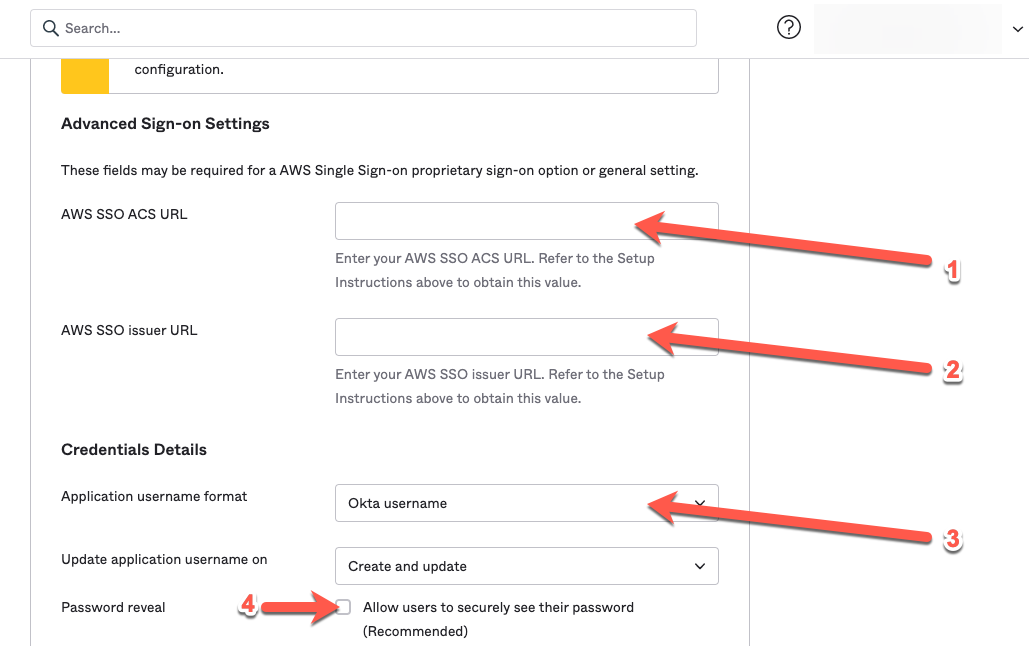 Search...
configuration.
Advanced Sign-on Settings
These fields may be required for a AWS Single Sign-on proprietary sign-on option or general setting.
AWS SSO ACS URL
Enter your AWS SSO ACS URL. Refer to the Setup
Instructions above to obtain this value.
1
AWS SSO issuer URL
2
Enter your AWS SSO issuer URL. Refer to the Setup
Instructions above to obtain this value.
Credentials Details
Application username format
Okta username
3
Update application username on
Create and update
Password reveal
4
Allow users to securely see their password
(Recommended)